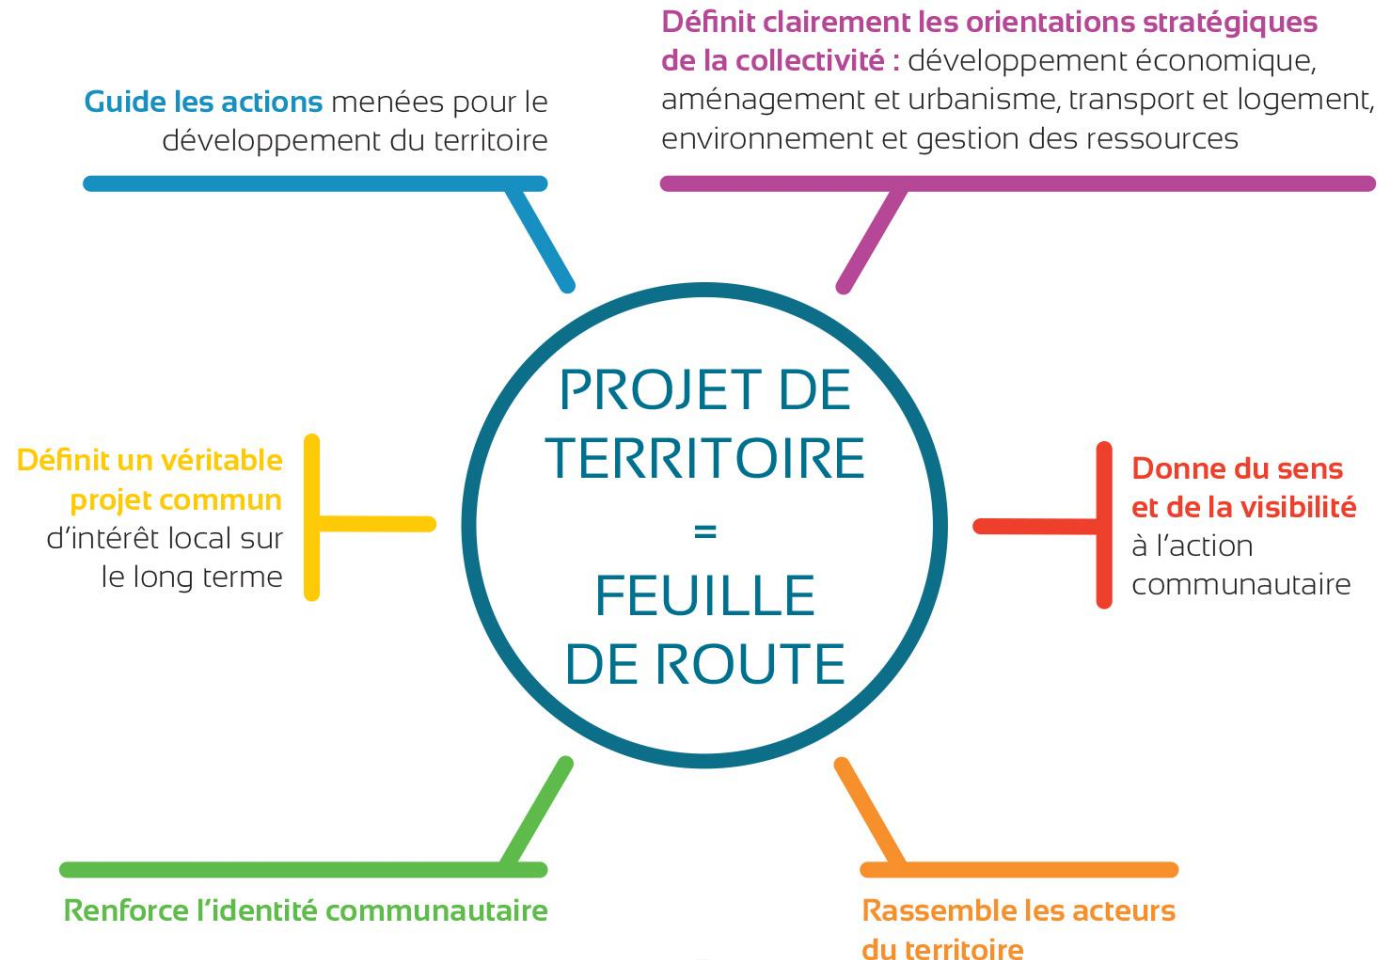 Définit clairement les orientations stratégiques
de la collectivité : développement économique,
aménagement et urbanisme, transport et logement,
environnement et gestion des ressources
Guide les actions menées pour le
développement du territoire
PROJET DE
TERRITOIRE
=
FEUILLE
DE ROUTE
Définit un véritable
projet commun
d’intérêt local sur
le long terme
Donne du sens
et de la visibilité
à l’action
communautaire
Renforce l’identité communautaire
Rassemble les acteurs
du territoire